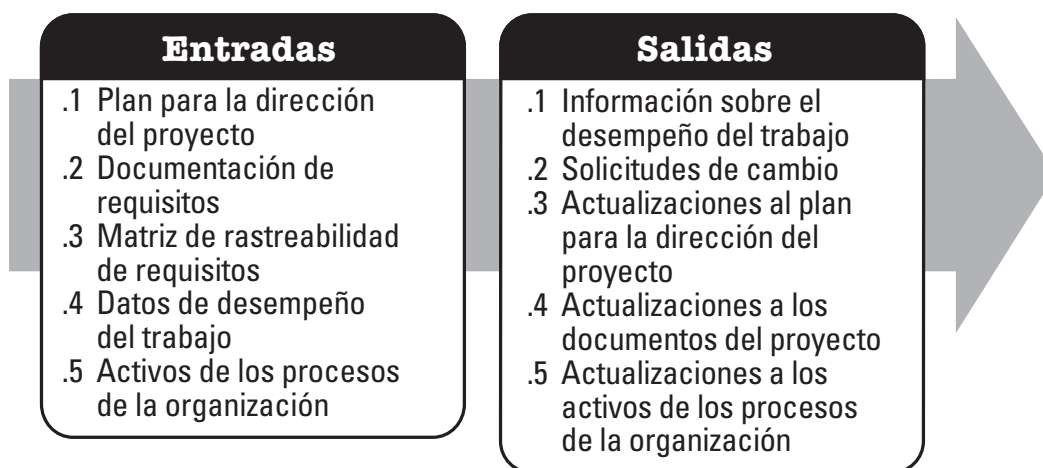 Entradas
.1 Plan para la dirección
del proyecto
.2 Documentación de
requisitos
.3 Matriz de rastreabilidad
de requisitos
.4 Datos de desempeño
del trabajo
.5 Activos de los procesos
de la organización
Salidas
.1 Información sobre el
desempeño del trabajo
.2 Solicitudes de cambio
.3 Actualizaciones al plan
para la dirección del
proyecto
.4 Actualizaciones a los
documentos del proyecto
.5 Actualizaciones a los
activos de los procesos
de la organización